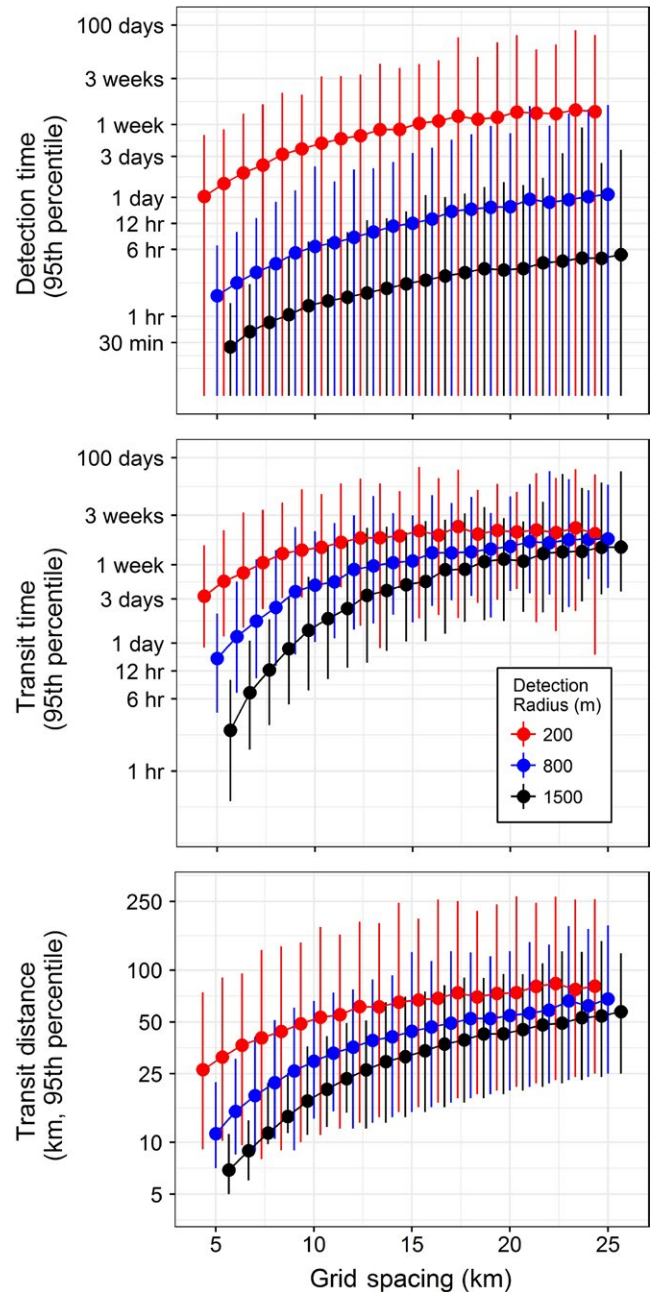 100 days
3 weeks
1 week
3 days
1 day
12 hr
6 hr
1 hr
30 min
Detection time
(95th percentile)
100 days
3 weeks
1 week
3 days
1 day
12 hr
6 hr
1 hr
Transit time
(95th percentile)
Detection
Radius (m)
200
800
1500
250
100
50
25
10
5
Transit distance
(km, 95th percentile)
5 10 15 20 25
Grid spacing (km)